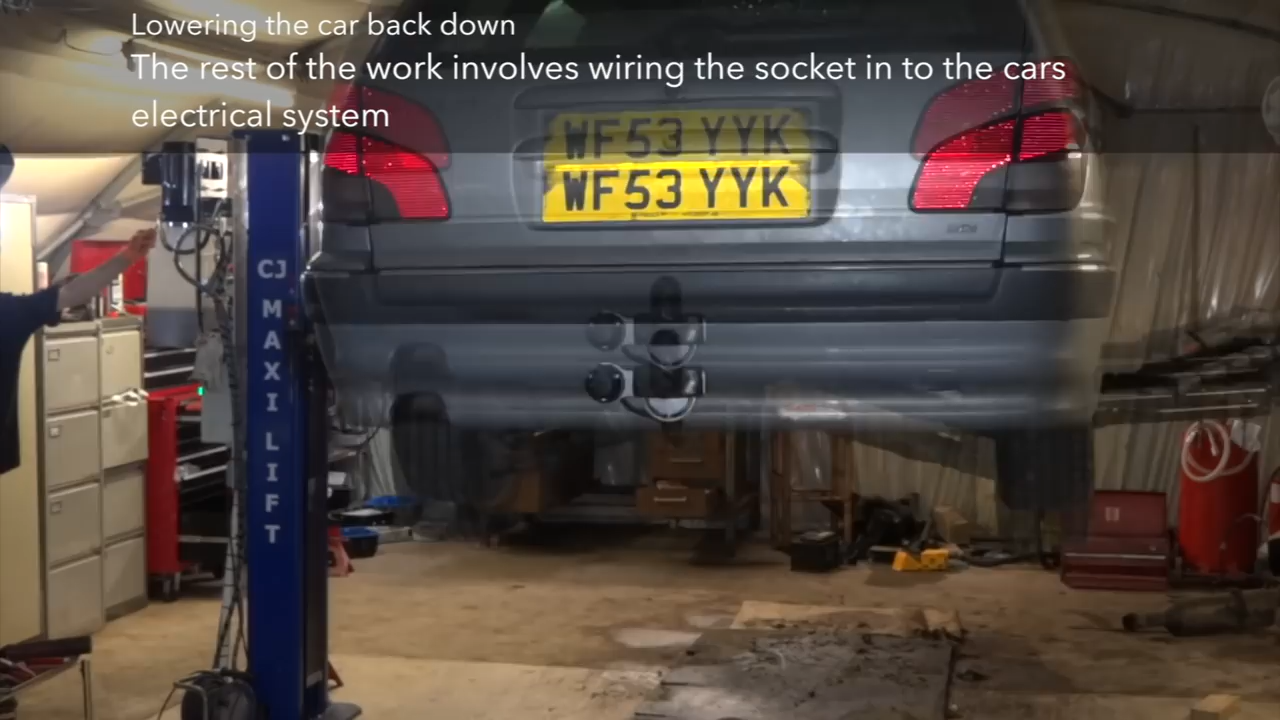 Lowering the car back down
The rest of the work involves wiring the socket in to the cars
electrical system
WF53 YYK
WF53 YYK
CJ
MAXI LIFT